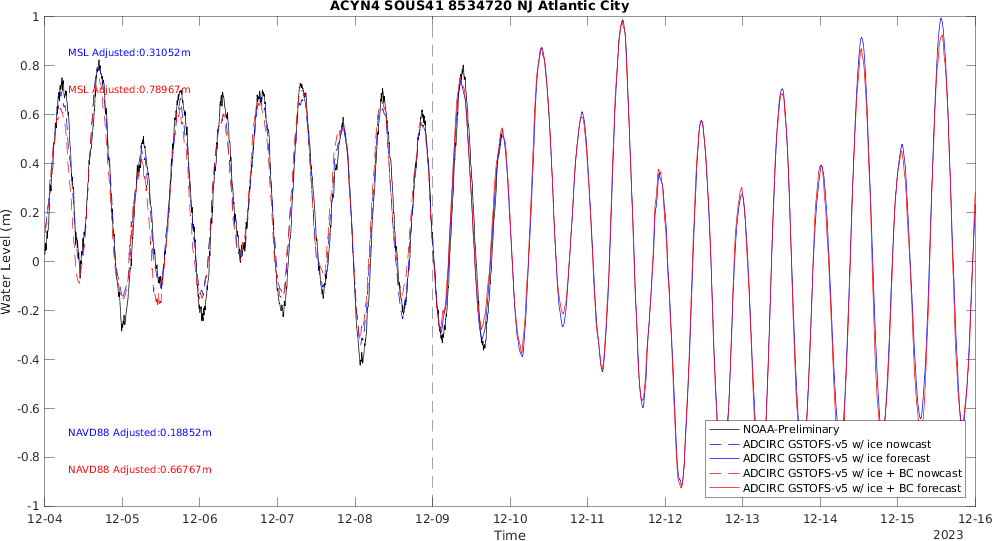 ACYN4 SOUS41 8534720 NJ Atlantic City
1
0.8
0.6
0.4
0.2
0
-0.2
-0.4
-0.6
-0.8
-1
Water Level (m)
MSL Adjusted:0.31052m
MSL Adjusted:0.78967m
NAVD88 Adjusted:0.18852m
NAVD88 Adjusted:0.66767m
NOAA-Preliminary
ADCIRC GSTOFS-v5 w/ ice nowcast
ADCIRC GSTOFS-v5 w/ ice forecast
ADCIRC GSTOFS-v5 w/ ice + BC nowcast
ADCIRC GSTOFS-v5 w/ ice + BC forecast
12-04 12-05 12-06 12-07 12-08 12-09 12-10 12-11 12-12 12-13 12-14 12-15 12-16
Time
2023